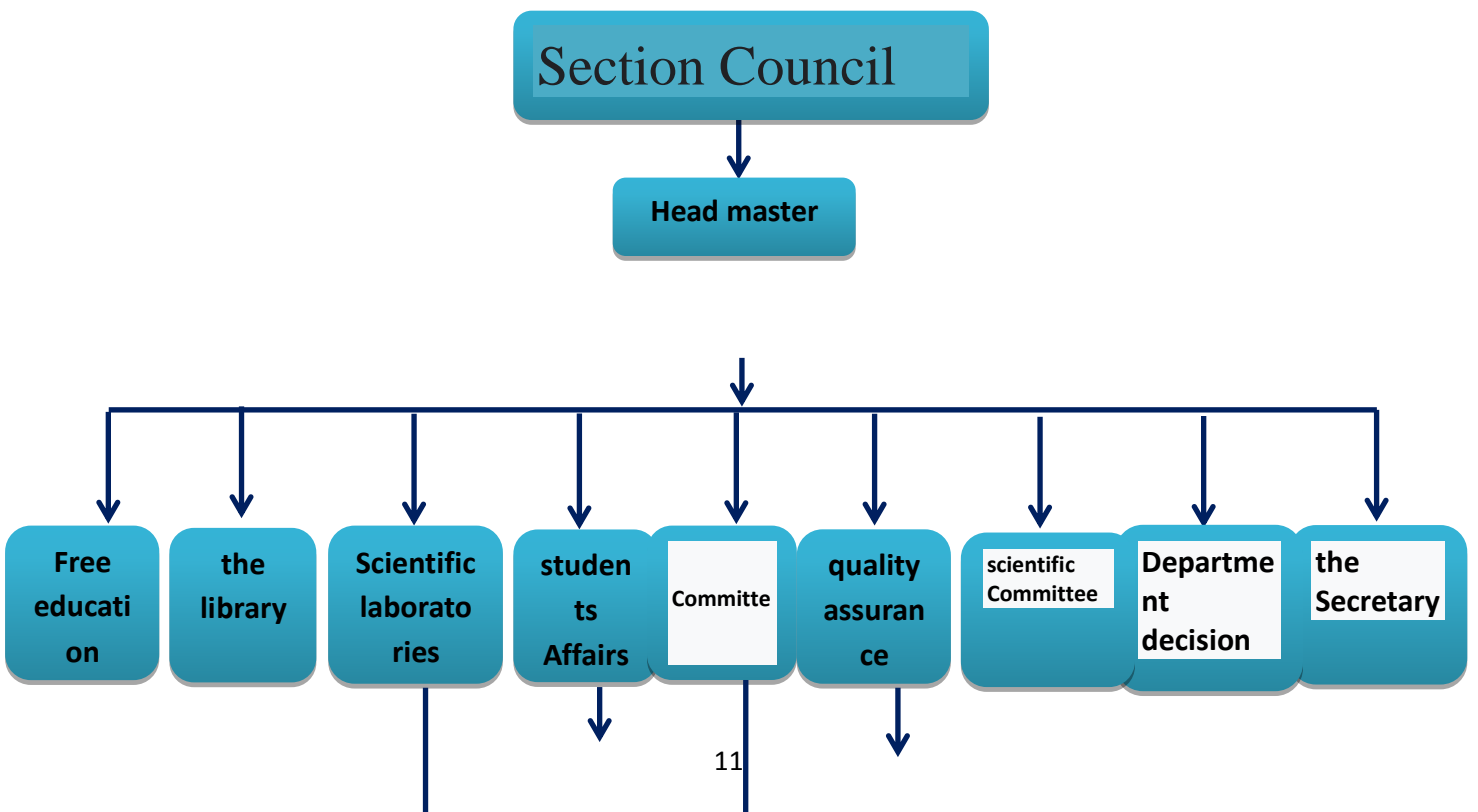 Section Council
Head master
Free
educati
on
the
library
Scientific
laborato
ries
studen
ts
Affairs
Committe
quality
assuran
ce
scientific
Committee
Departme
nt
decision
the
Secretary
11